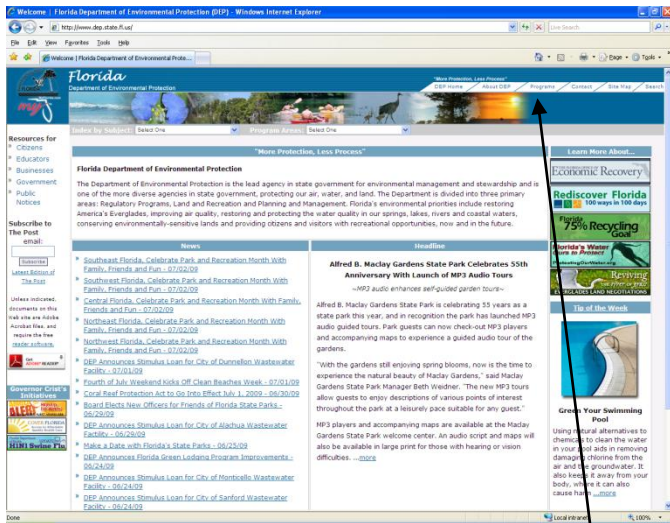 Welcome | Florida Department of Environmental Protection (DEP) - Windows Internet Explorer
http://www.dep.state.fl.us/
Live Search
File Edit View Favorites Tools Help
Welcome | Florida Department of Environmental Prote...
Page Tools
Florida
Department of Environmental Protection
"More Protection, Less Process"
DEP Home About DEP Programs Contact Site Map Search
Index by Subject: Select One Program Areas: Select One
Resources for
Citizens
Educators
Businesses
Government
Public
Notices
Subscribe to
The Post
email:
Subscribe
Latest Edition of
The Post
Unless indicated,
documents on this
Web site are Adobe
Acrobat files, and
require the free
reader software.
Get
ADOBE READER
Governor Crist's
Initiatives
H1N1 Swine Flu
"More Protection, Less Process"
Florida Department of Environmental Protection
The Department of Environmental Protection is the lead agency in state government for environmental management and stewardship and is
one of the more diverse agencies in state government, protecting our air, water, and land. The Department is divided into three primary
areas: Regulatory Programs, Land and Recreation and Planning and Management. Florida's environmental priorities include restoring
America's Everglades, improving air quality, restoring and protecting the water quality in our springs, lakes, rivers and coastal waters,
conserving environmentally-sensitive lands and providing citizens and visitors with recreational opportunities, now and in the future.
News
Southeast Florida, Celebrate Park and Recreation Month With
Family, Friends and Fun - 07/02/09
Southwest Florida, Celebrate Park and Recreation Month With
Family, Friends and Fun - 07/02/09
Central Florida, Celebrate Park and Recreation Month With Family,
Friends and Fun - 07/02/09
Northeast Florida, Celebrate Park and Recreation Month With
Family, Friends and Fun - 07/02/09
Northwest Florida, Celebrate Park and Recreation Month With
Family, Friends and Fun - 07/02/09
DEP Announces Stimulus Loan for City of Dunnellon Wastewater
Facility - 07/01/09
Fourth of July Weekend Kicks Off Clean Beaches Week - 07/01/09
Coral Reef Protection Act to Go Into Effect July 1, 2009 - 06/30/09
Board Elects New Officers for Friends of Florida State Parks -
06/29/09
DEP Announces Stimulus Loan for City of Alachua Wastewater
Facility - 06/29/09
Make a Date with Florida State Parks - 06/25/09
DEP Announces Florida Green Lodging Program Improvements -
06/24/09
DEP Announces Stimulus Loan for City of Monticello Wastewater
Facility - 06/24/09
DEP Announces Stimulus Loan for City of Sanford Wastewater
Headline
Alfred B. Maclay Gardens State Park Celebrates 55th
Anniversary With Launch of MP3 Audio Tours
~MP3 audio enhances self-guided garden tours~
Alfred B. Maclay Gardens State Park is celebrating 55 years as a
state park this year, and in recognition the park has launched MP3
audio guided tours. Park guests can now check-out MP3 players
and accompanying maps to experience a guided audio tour of the
gardens.
"With the gardens still enjoying spring blooms, now is the time to
experience the natural beauty of Maclay Gardens," said Maclay
Gardens State Park Manager Beth Weidner. "The new MP3 tours
allow guests to enjoy descriptions of various points of interest
throughout the park at a leisurely pace suitable for any guest."
MP3 players and accompanying maps are available at the Maclay
Gardens State Park welcome center. An audio script and maps will
also be available in large print for those with hearing or vision
difficulties. ...more
Learn More About...
Economic Recovery
Rediscover Florida
100 ways in 100 days
Florida
75% Recycling
Goal
Florida's Water
Ours to Protect
ProtectingOurWater.org
Reviving
EVERGLADES LAND NEGOTIATIONS
Tip of the Week
Green Your Swimming
Pool
Using natural alternatives to
chemicals to clean the water
in your pool aids in removing
damaging chlorine from the
air and the groundwater. It
also keeps it away from your
body, where it can also
cause harm ...more
Done
Local intranet
100%